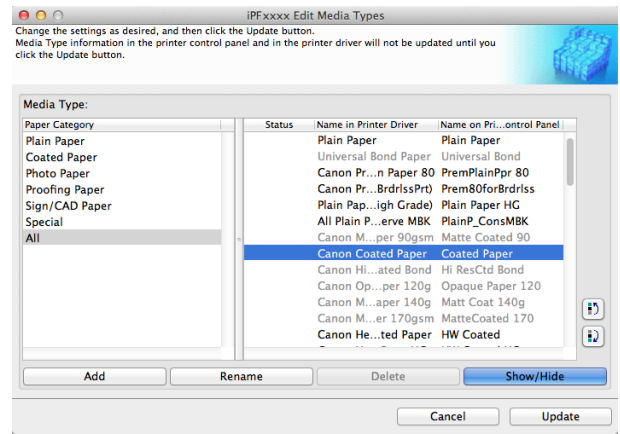 iPFxxxx Edit Media Types
Change the settings as desired, and then click the Update button.
Media Type information in the printer control panel and in the printer driver will not be updated until you
click the Update button.
Media Type:
Paper Category
Plain Paper
Coated Paper
Photo Paper
Proofing Paper
Sign/CAD Paper
Special
All
Status Name in Printer Driver Name on Pri...ontrol Panel
Plain Paper Plain Paper
Universal Bond Paper Universal Bond
Canon Pr...n Paper 80 PremPlainPpr 80
Canon Pr...BrdrlssPrt) Prem80forBrdrlss
Plain Pap...igh Grade) Plain Paper HG
All Plain P...erve MBK PlainP_ConsMBK
Canon M...per 90gsm Matte Coated 90
Canon Coated Paper Coated Paper
Canon Hi...ated Bond Hi ResCtd Bond
Canon Op...per 120g Opaque Paper 120
Canon M...aper 140g Matt Coat 140g
Canon M...er 170gsm MatteCoated 170
Canon He...ted Paper HW Coated
Add Rename Delete Show/Hide
Cancel Update